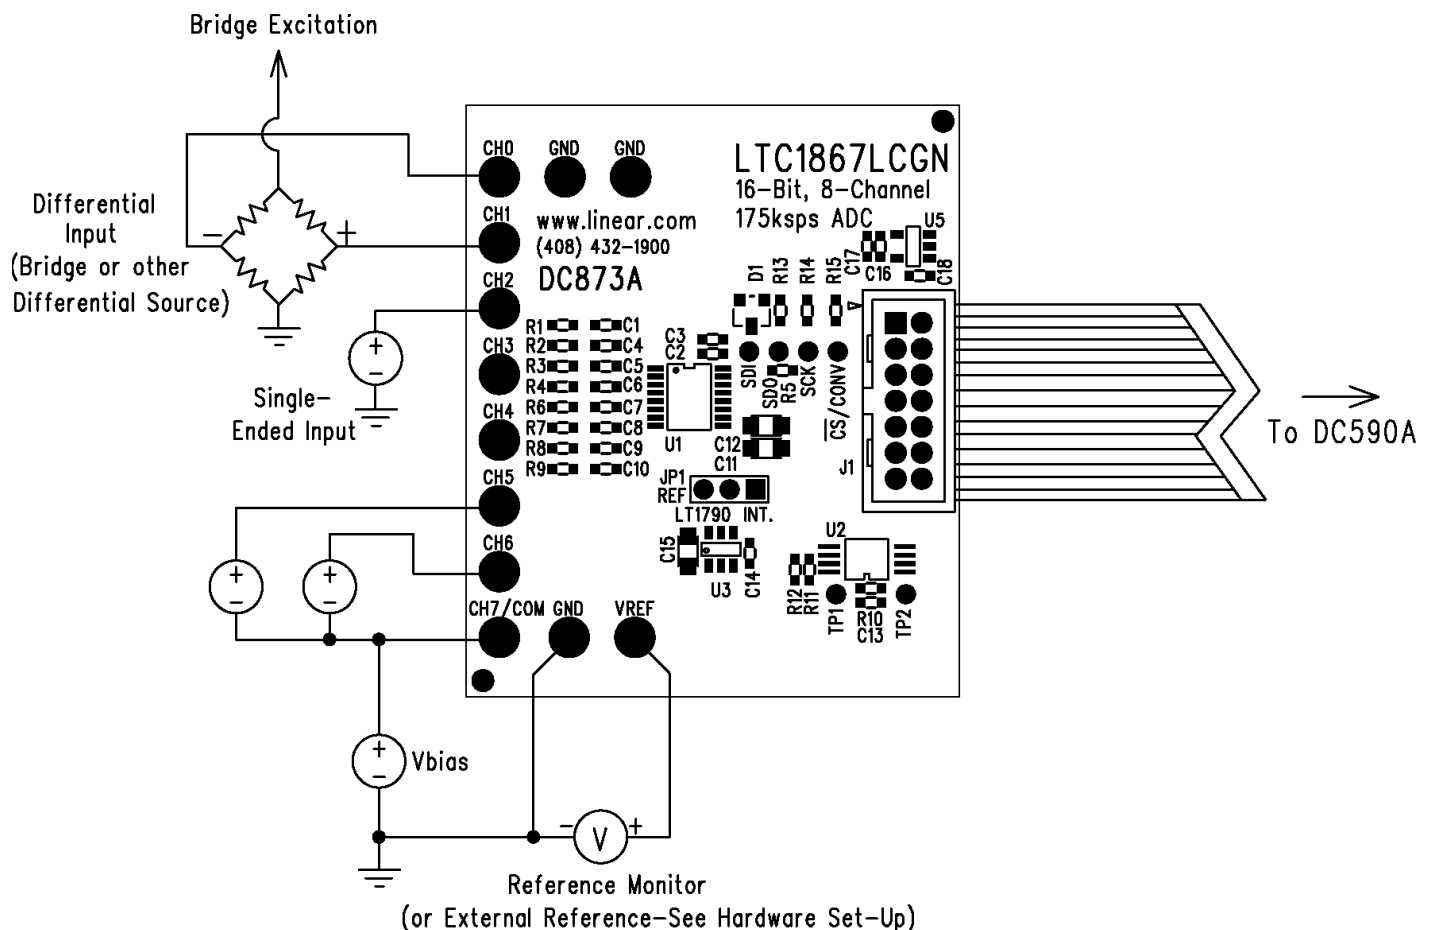 Bridge Excitation
Differential
Input
(Bridge or other
Differential Source)
−
+
Single-
Ended Input
+
−
+
−
+
−
+
−
Vbias
CH0
GND
GND
CH1
CH2
CH3
CH4
CH5
CH6
CH7/COM
GND
VREF
LTC1867LCGN
16-Bit, 8-Channel
175ksps ADC
www.linear.com
(408) 432-1900
DC873A
U5
C17
C16
C18
D1
R13
R14
R15
R1
C1
R2
C4
R3
C5
R4
C6
R6
C7
R7
C8
R8
C9
R9
C10
C3
C2
U1
SDI
SDO
R5
SCK
CS/CONV
C12
C11
J1
JP1
REF
LT1790
INT.
C15
U3
C14
U2
R12
R11
TP1
R10
C13
TP2
To DC590A
−
V
+
Reference Monitor
(or External Reference-See Hardware Set-Up)